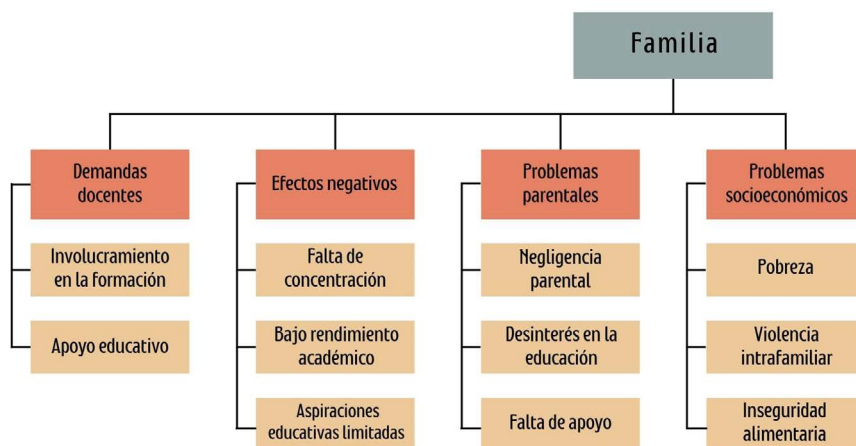 Familia
Demandas
docentes
Involucramiento
en la formación
Apoyo educativo
Efectos negativos
Falta de
concentración
Bajo rendimiento
académico
Aspiraciones
educativas limitadas
Problemas
parentales
Negligencia
parental
Desinterés en la
educación
Falta de apoyo
Problemas
socioeconómicos
Pobreza
Violencia
intrafamiliar
Inseguridad
alimentaria